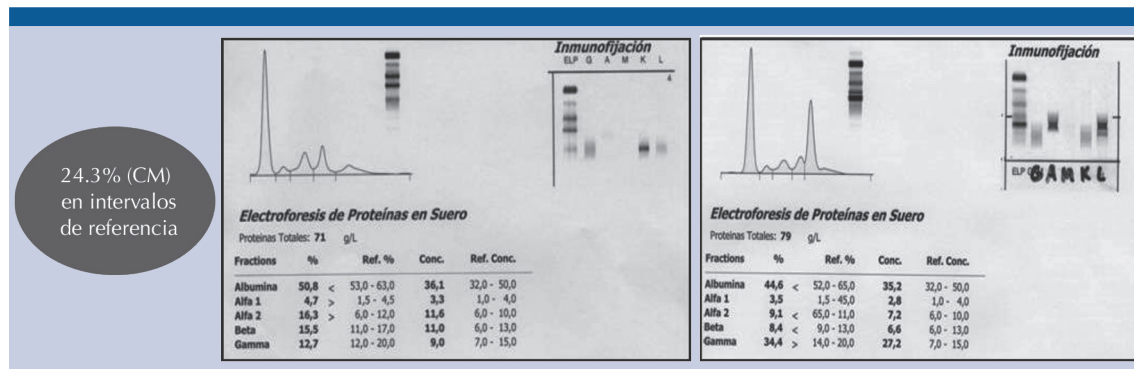 24.3% (CM)
en intervalos
de referencia
Inmunofijación
ELP G A M K L
4
Electroforesis de Proteínas en Suero
Proteinas Totales: 71 g/L
Fractions % Ref. % Conc. Ref. Conc.
Albumina 50,8 < 53,0 - 63,0 36,1 32,0 - 50,0
Alfa 1 4,7 > 1,5 - 4,5 3,3 1,0 - 4,0
Alfa 2 16,3 > 6,0 - 12,0 11,6 6,0 - 10,0
Beta 15,5 11,0 - 17,0 11,0 6,0 - 13,0
Gamma 12,7 12,0 - 20,0 9,0 7,0 - 15,0
Inmunofijación
ELP G A M K L
Electroforesis de Proteínas en Suero
Proteinas Totales: 79 g/L
Fractions % Ref. % Conc. Ref. Conc.
Albumina 44,6 < 52,0 - 65,0 35,2 32,0 - 50,0
Alfa 1 3,5 1,5 - 45,0 2,8 1,0 - 4,0
Alfa 2 9,1 < 65,0 - 11,0 7,2 6,0 - 10,0
Beta 8,4 < 9,0 - 13,0 6,6 6,0 - 13,0
Gamma 34,4 > 14,0 - 20,0 27,2 7,0 - 15,0